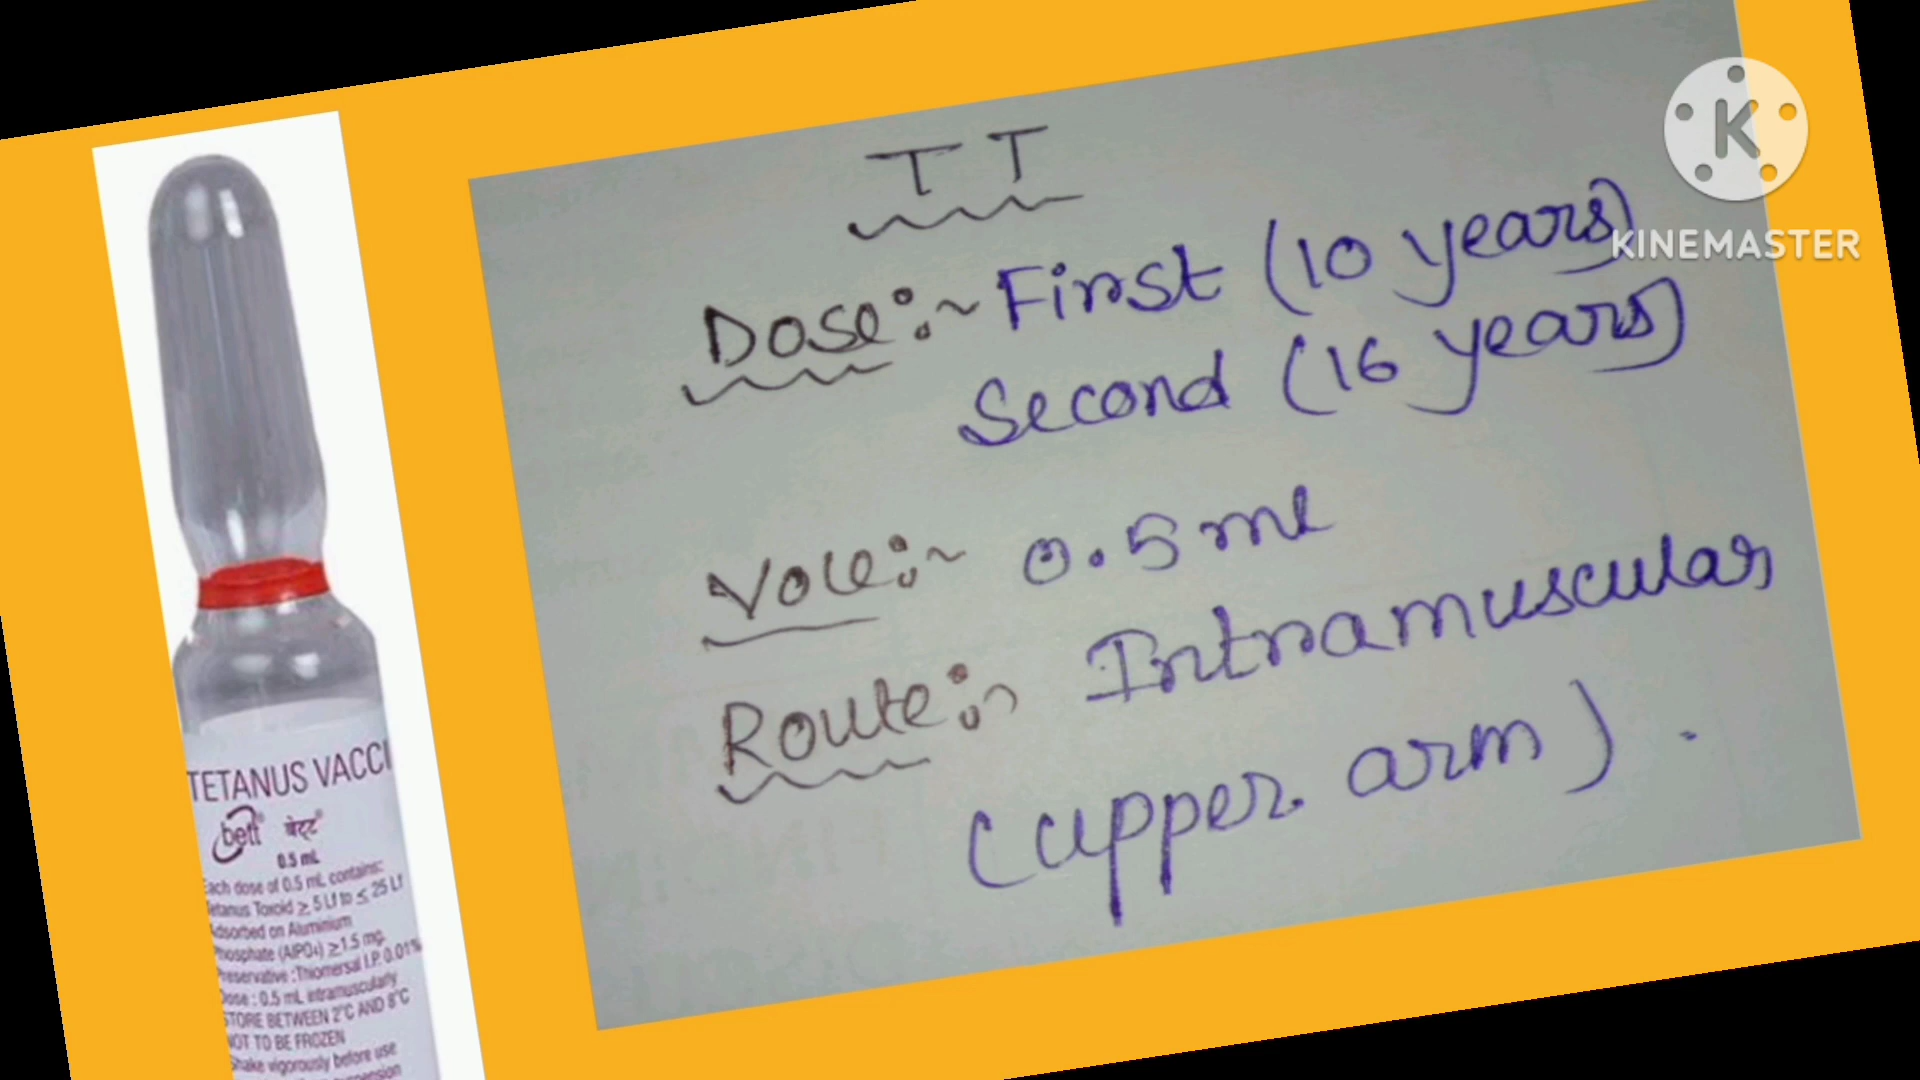 TT
Dose:~ First (10 years)
Second (16 years)
Vole:~ 0.5 ml
Route:~ Intramuscular
(upper arm).
KINEMASTER
TETANUS VACCI
bett बेट्ट
0.5 mL
Each dose of 0.5 mL contains:
Tetanus Toxoid ≥ 5 Lf to ≤ 25 Lf
Adsorbed on Aluminium
Phosphate (AlPO₄) ≥ 1.5 mg.
Preservative : Thiomersal I.P. 0.01%
Dose : 0.5 mL intramuscularly
STORE BETWEEN 2°C AND 8°C
NOT TO BE FROZEN
Shake vigorously before use